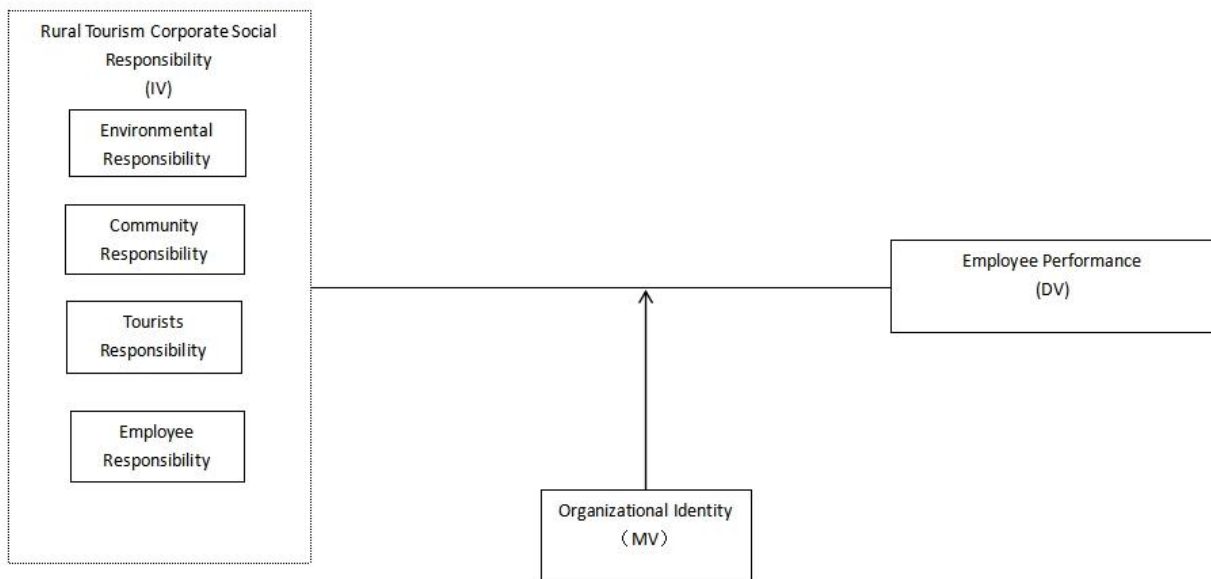 Rural Tourism Corporate Social
Responsibility
(IV)
Environmental
Responsibility
Community
Responsibility
Tourists
Responsibility
Employee
Responsibility
Employee Performance
(DV)
Organizational Identity
（MV）